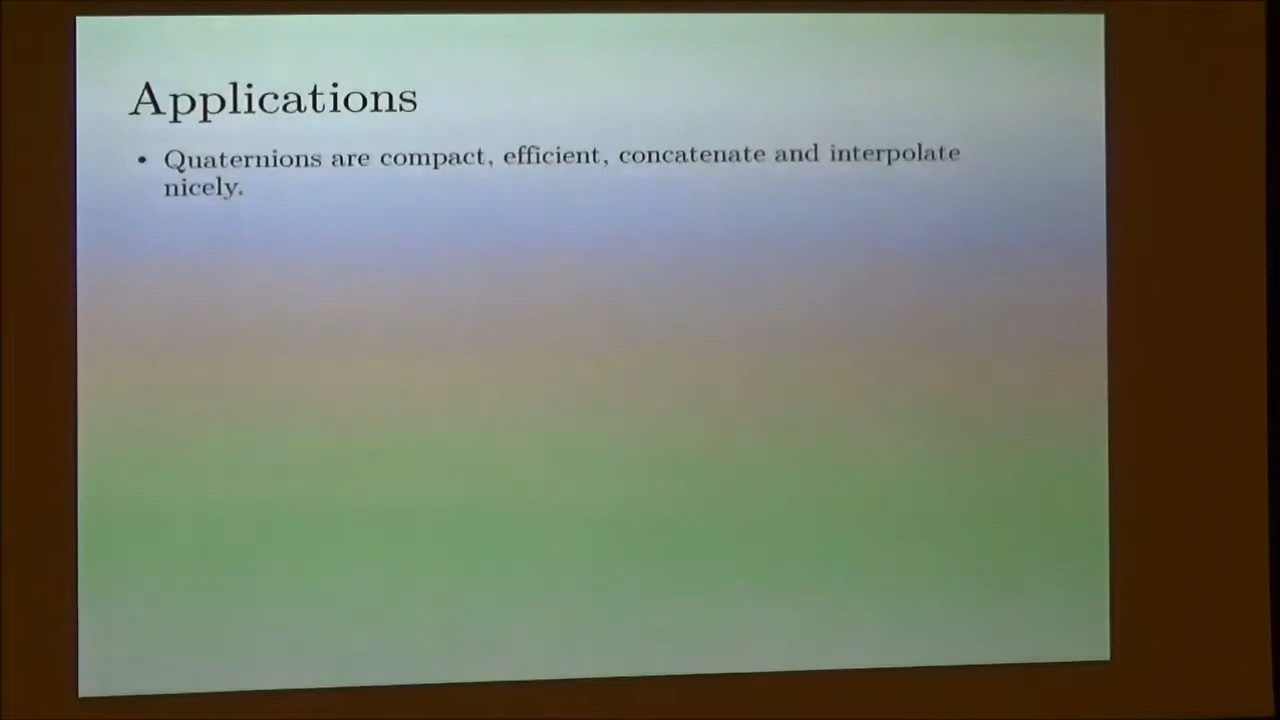 Applications
• Quaternions are compact, efficient, concatenate and interpolate
nicely.